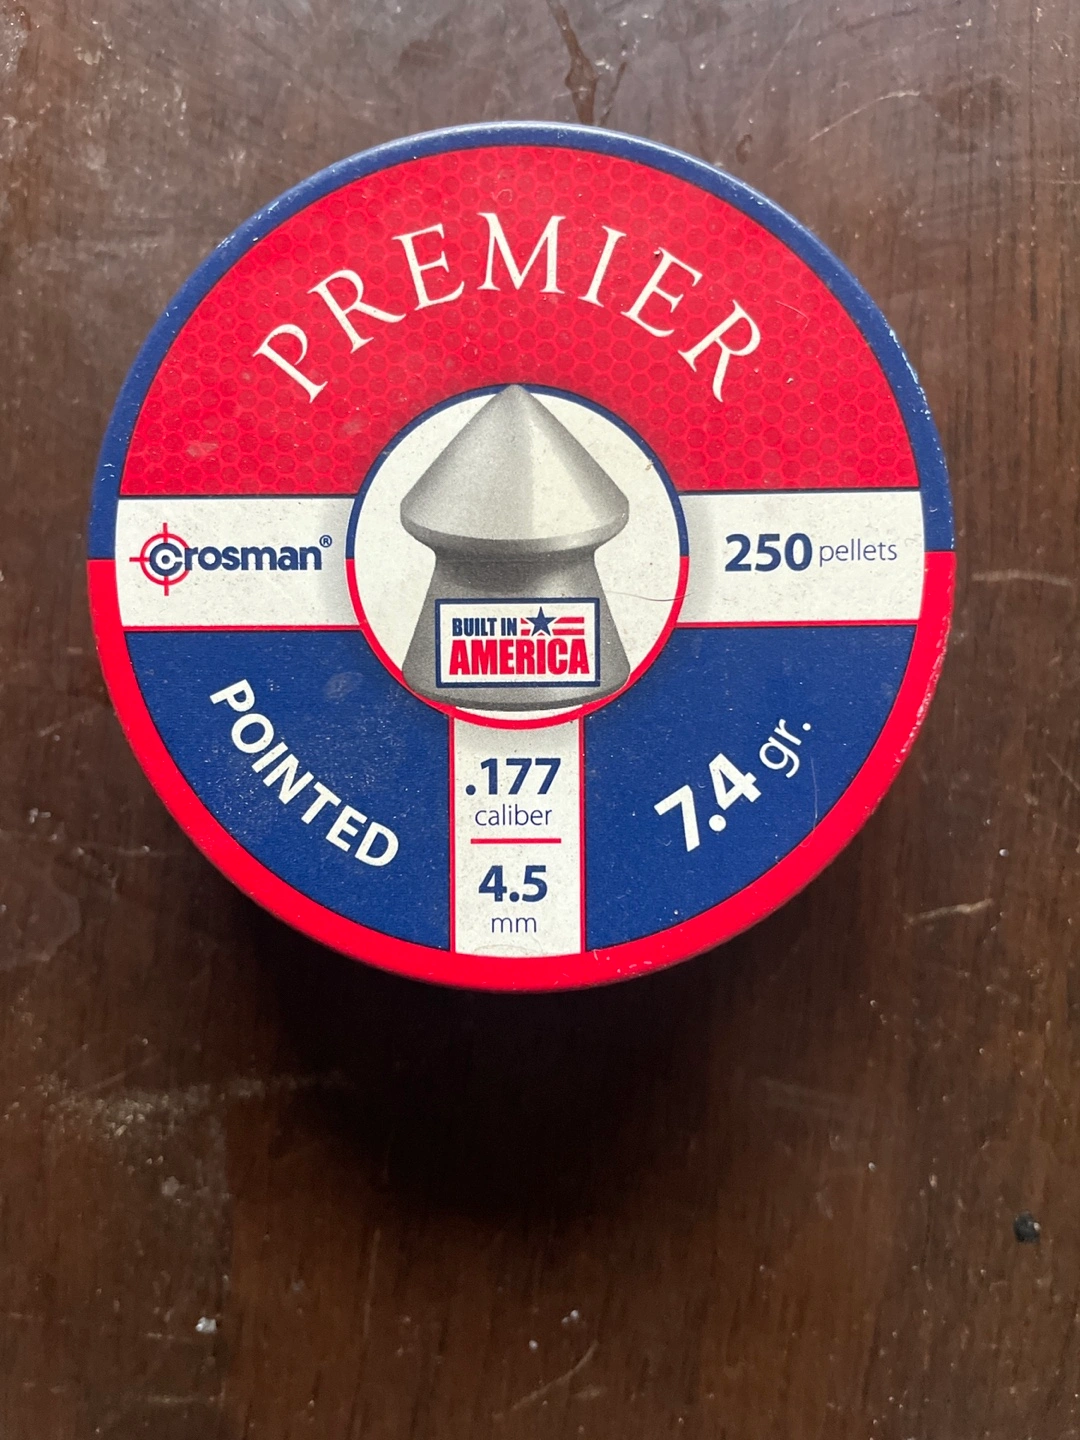 PREMIER
Crosman®
250 pellets
BUILT IN
AMERICA
POINTED
.177
caliber
4.5
mm
7.4 gr.